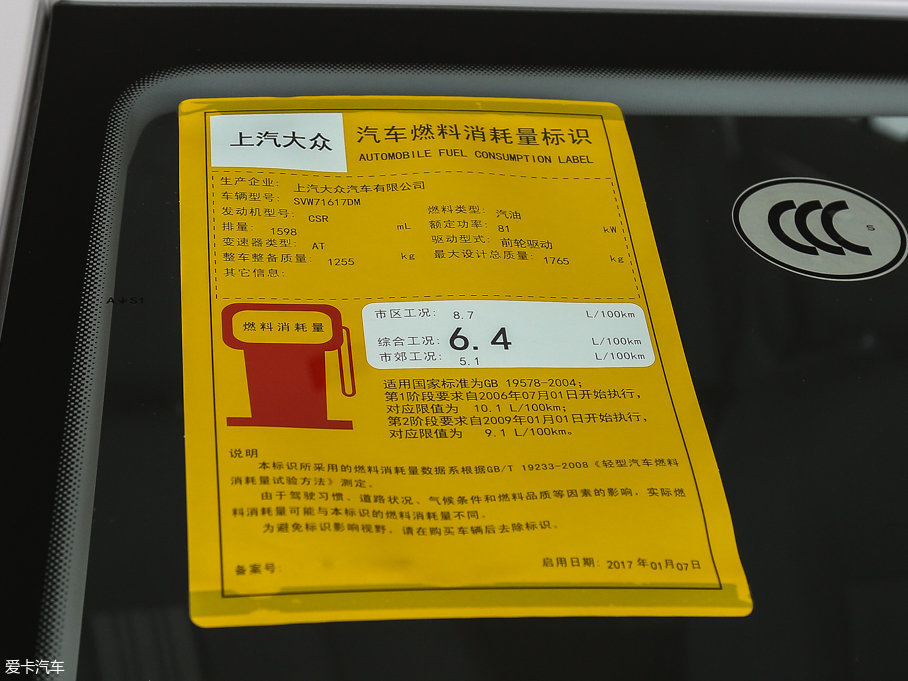 上汽大众
汽车燃料消耗量标识
AUTOMOBILE FUEL CONSUMPTION LABEL
生产企业: 上汽大众汽车有限公司
车辆型号: SVW71617DM
发动机型号: CSR 燃料类型: 汽油
排量: 1598 mL 额定功率: 81 kW
变速器类型: AT 驱动型式: 前轮驱动
整车整备质量: 1255 kg 最大设计总质量: 1765 kg
其它信息:
燃料消耗量
市区工况: 8.7 L/100km
综合工况: 6.4 L/100km
市郊工况: 5.1 L/100km
适用国家标准为GB 19578-2004;
第1阶段要求自2006年07月01日开始执行,
对应限值为 10.1 L/100km;
第2阶段要求自2009年01月01日开始执行,
对应限值为 9.1 L/100km。
说明
本标识所采用的燃料消耗量数据系根据GB/T 19233-2008《轻型汽车燃料
消耗量试验方法》测定。
由于驾驶习惯、道路状况、气候条件和燃料品质等因素的影响,实际燃
料消耗量可能与本标识的燃料消耗量不同。
为避免标识影响视野,请在购买车辆后去除标识。
备案号:
启用日期: 2017年01月07日
CCC S
爱卡汽车